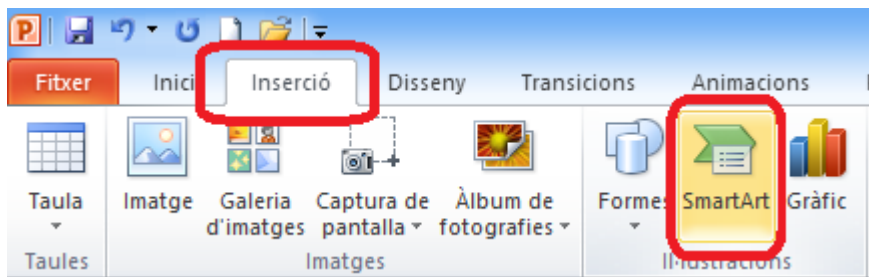 P
Fitxer Inici Inserció Disseny Transicions Animacions
Taula Imatge Galeria d'imatges Captura de pantalla Àlbum de fotografies Formes SmartArt Gràfic
Taules Imatges Il·lustracions